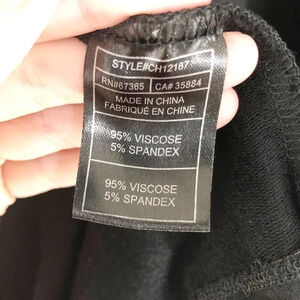 STYLE#CH12187
RN#67365 CA# 35884
MADE IN CHINA
FABRIQUÉ EN CHINE
95% VISCOSE
5% SPANDEX
95% VISCOSE
5% SPANDEX